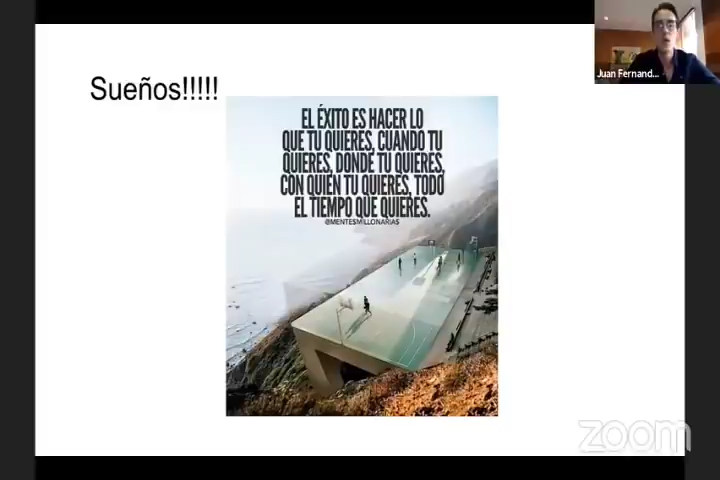 Sueños!!!!!
EL ÉXITO ES HACER LO
QUE TU QUIERES, CUANDO TU
QUIERES, DONDE TU QUIERES,
CON QUIEN TU QUIERES, TODO
EL TIEMPO QUE QUIERES.
@MENTESMILLONARIAS
Juan Fernand...
zoom